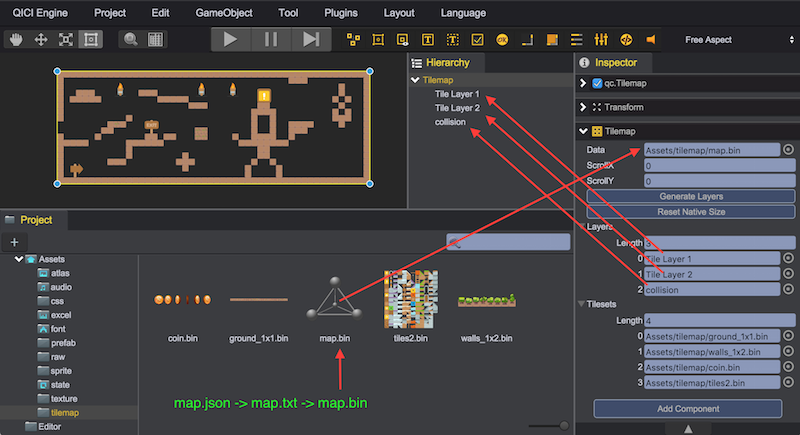 QICI Engine Project Edit GameObject Tool Plugins Layout Language
Free Aspect
Hierarchy
Tilemap
Tile Layer 1
Tile Layer 2
collision
Inspector
qc.Tilemap
Transform
Tilemap
Data Assets/tilemap/map.bin
ScrollX 0
ScrollY 0
Generate Layers
Reset Native Size
Layers
Length 3
0 Tile Layer 1
1 Tile Layer 2
2 collision
Tilesets
Length 4
0 Assets/tilemap/ground_1x1.bin
1 Assets/tilemap/walls_1x2.bin
2 Assets/tilemap/coin.bin
3 Assets/tilemap/tiles2.bin
Add Component
Project
+
Assets
atlas
audio
css
excel
font
prefab
raw
sprite
state
texture
tilemap
Editor
coin.bin ground_1x1.bin map.bin tiles2.bin walls_1x2.bin
map.json -> map.txt -> map.bin